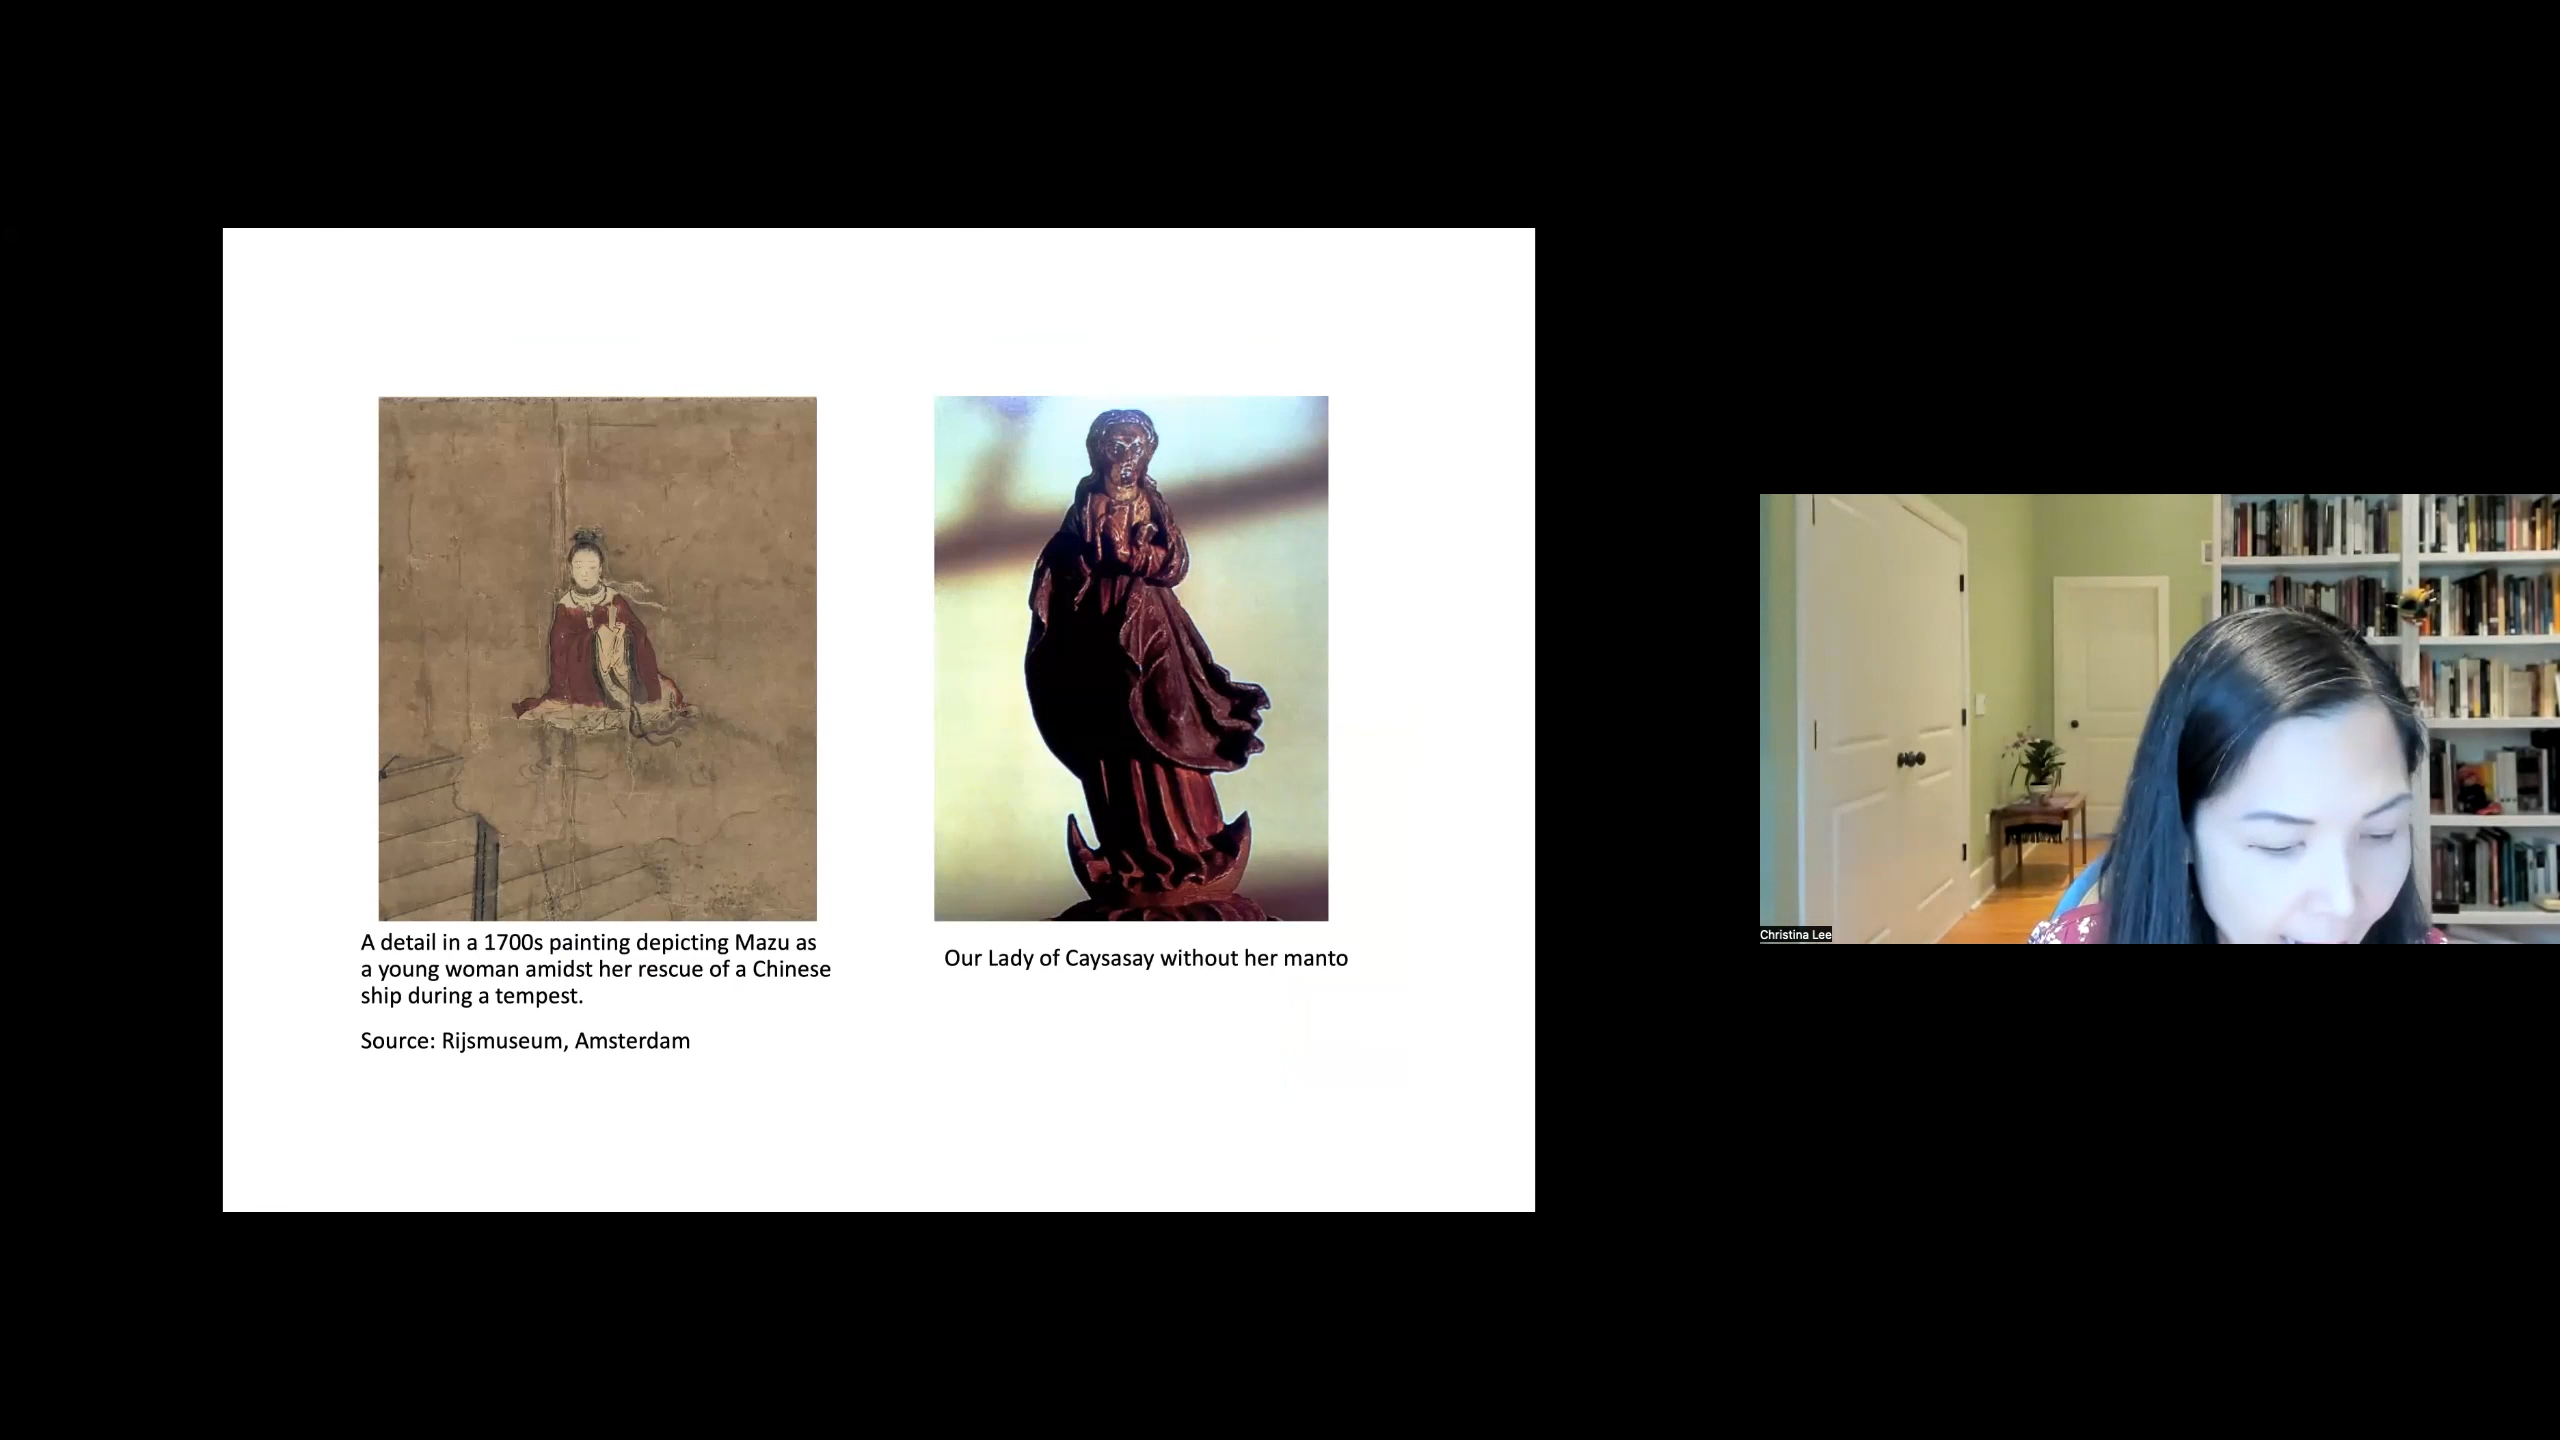 A detail in a 1700s painting depicting Mazu as
a young woman amidst her rescue of a Chinese
ship during a tempest.
Source: Rijsmuseum, Amsterdam
Our Lady of Caysasay without her manto
Christina Lee